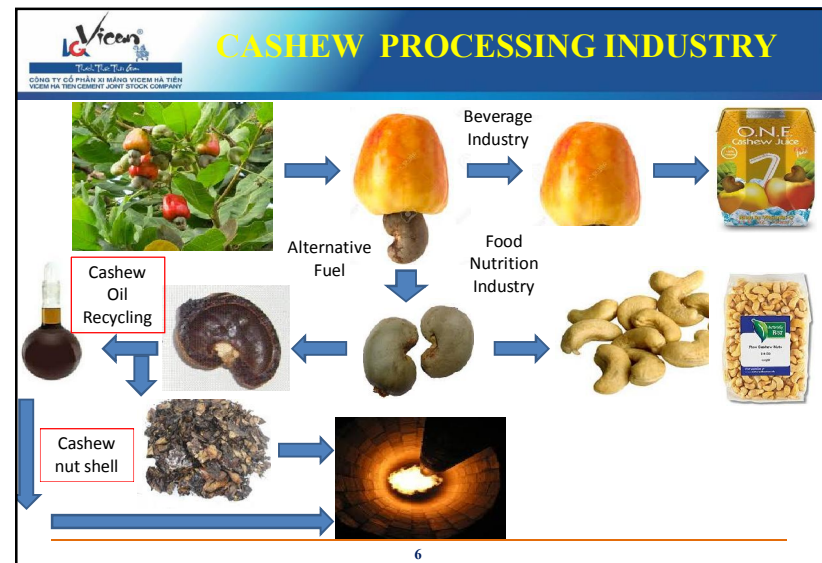 Vicem
CASHEW PROCESSING INDUSTRY
CÔNG TY CỔ PHẦN XI MĂNG VICEM HÀ TIÊN
VICEM HA TIEN CEMENT JOINT STOCK COMPANY
Beverage
Industry
O.N.E
Cashew Juice
Alternative
Fuel
Food
Nutrition
Industry
Cashew
Oil
Recycling
Cashew
nut shell
6